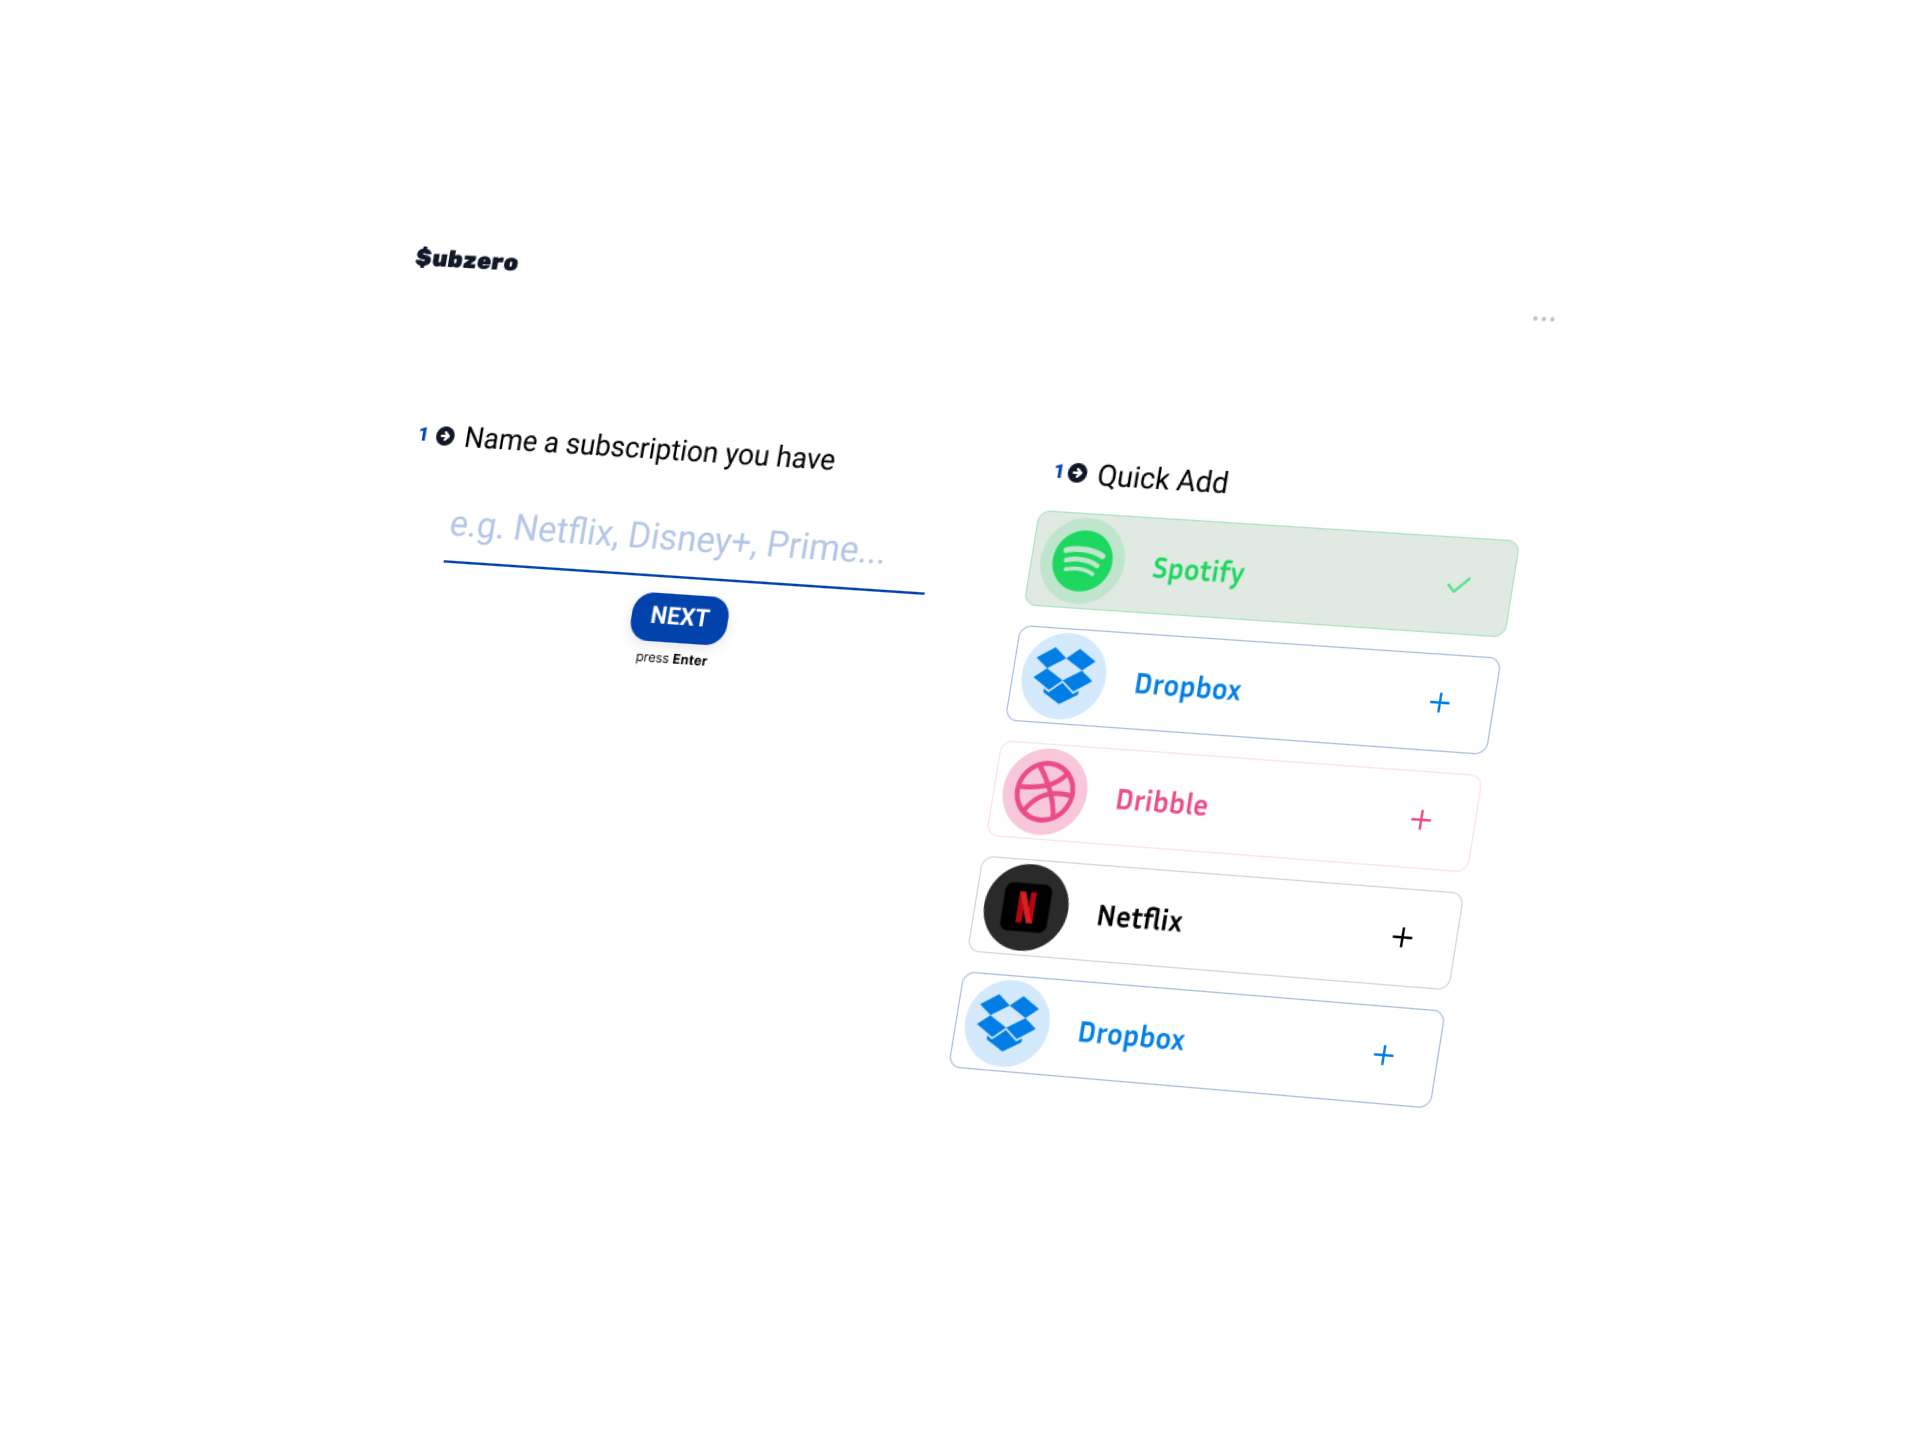 $ubzero
...
1 Name a subscription you have
e.g. Netflix, Disney+, Prime...
NEXT
press Enter
1 Quick Add
Spotify
Dropbox
Dribble
N
Netflix
Dropbox